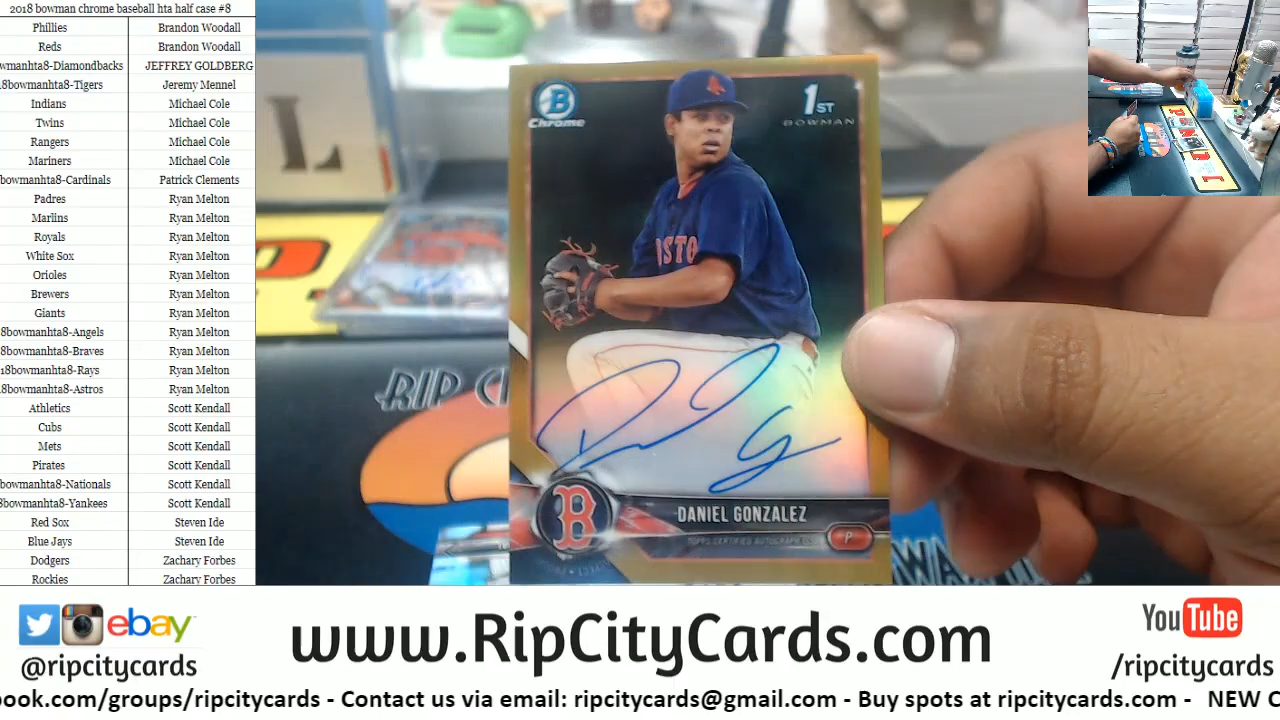 2018 bowman chrome baseball hta half case #8
Phillies Brandon Woodall
Reds Brandon Woodall
wmanhta8-Diamondbacks JEFFREY GOLDBERG
8bowmanhta8-Tigers Jeremy Mennel
Indians Michael Cole
Twins Michael Cole
Rangers Michael Cole
Mariners Michael Cole
bowmanhta8-Cardinals Patrick Clements
Padres Ryan Melton
Marlins Ryan Melton
Royals Ryan Melton
White Sox Ryan Melton
Orioles Ryan Melton
Brewers Ryan Melton
Giants Ryan Melton
8bowmanhta8-Angels Ryan Melton
8bowmanhta8-Braves Ryan Melton
18bowmanhta8-Rays Ryan Melton
8bowmanhta8-Astros Ryan Melton
Athletics Scott Kendall
Cubs Scott Kendall
Mets Scott Kendall
Pirates Scott Kendall
bowmanhta8-Nationals Scott Kendall
8bowmanhta8-Yankees Scott Kendall
Red Sox Steven Ide
Blue Jays Steven Ide
Dodgers Zachary Forbes
Rockies Zachary Forbes
B
Chrome
1ST
BOWMAN
STO
RIP C
B
DANIEL GONZALEZ
P
ebay
@ripcitycards
www.RipCityCards.com
YouTube
/ripcitycards
book.com/groups/ripcitycards - Contact us via email: ripcitycards@gmail.com - Buy spots at ripcitycards.com - NEW C